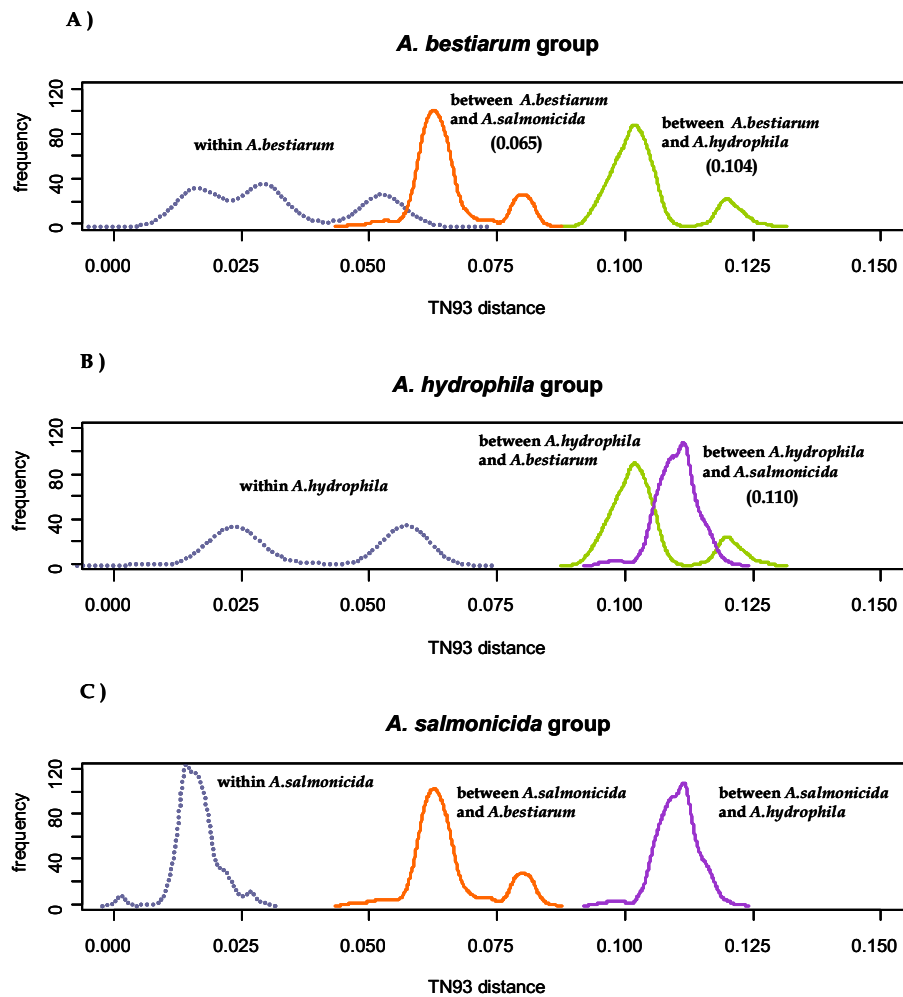 A )
A. bestiarum group
120
80
40
0
frequency
within A.bestiarum
between A.bestiarum
and A.salmonicida
(0.065)
between A.bestiarum
and A.hydrophila
(0.104)
0.000 0.025 0.050 0.075 0.100 0.125 0.150
TN93 distance
B )
A. hydrophila group
120
80
40
0
frequency
within A.hydrophila
between A.hydrophila
and A.bestiarum
between A.hydrophila
and A.salmonicida
(0.110)
0.000 0.025 0.050 0.075 0.100 0.125 0.150
TN93 distance
C )
A. salmonicida group
120
80
40
0
frequency
within A.salmonicida
between A.salmonicida
and A.bestiarum
between A.salmonicida
and A.hydrophila
0.000 0.025 0.050 0.075 0.100 0.125 0.150
TN93 distance